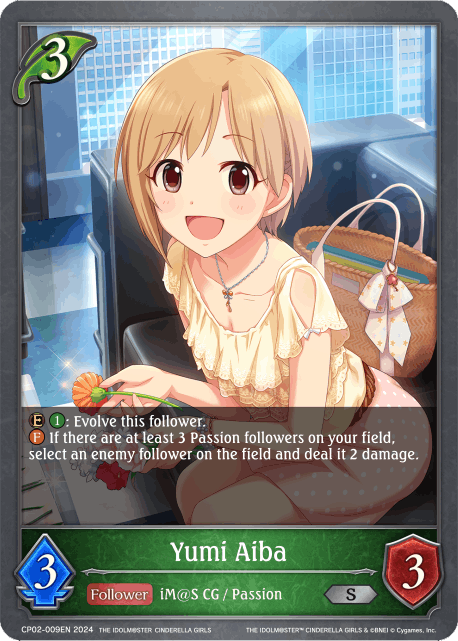 3
E 1: Evolve this follower.
F If there are at least 3 Passion followers on your field,
select an enemy follower on the field and deal it 2 damage.
Yumi Aiba
3
Follower iM@S CG / Passion
S
3
CP02-009EN 2024 THE IDOLM@STER CINDERELLA GIRLS THE IDOLM@STER™ CINDERELLA GIRLS & ©BNEI © Cygames, Inc.